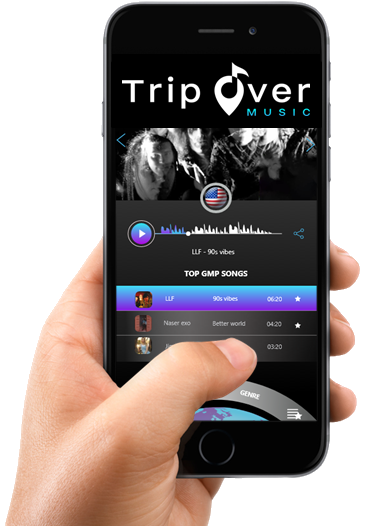 Trip Over
MUSIC
LLF - 90s vibes
TOP GMP SONGS
LLF 90s vibes 06:20
Naser exo Better world 04:20
03:20
GENRE